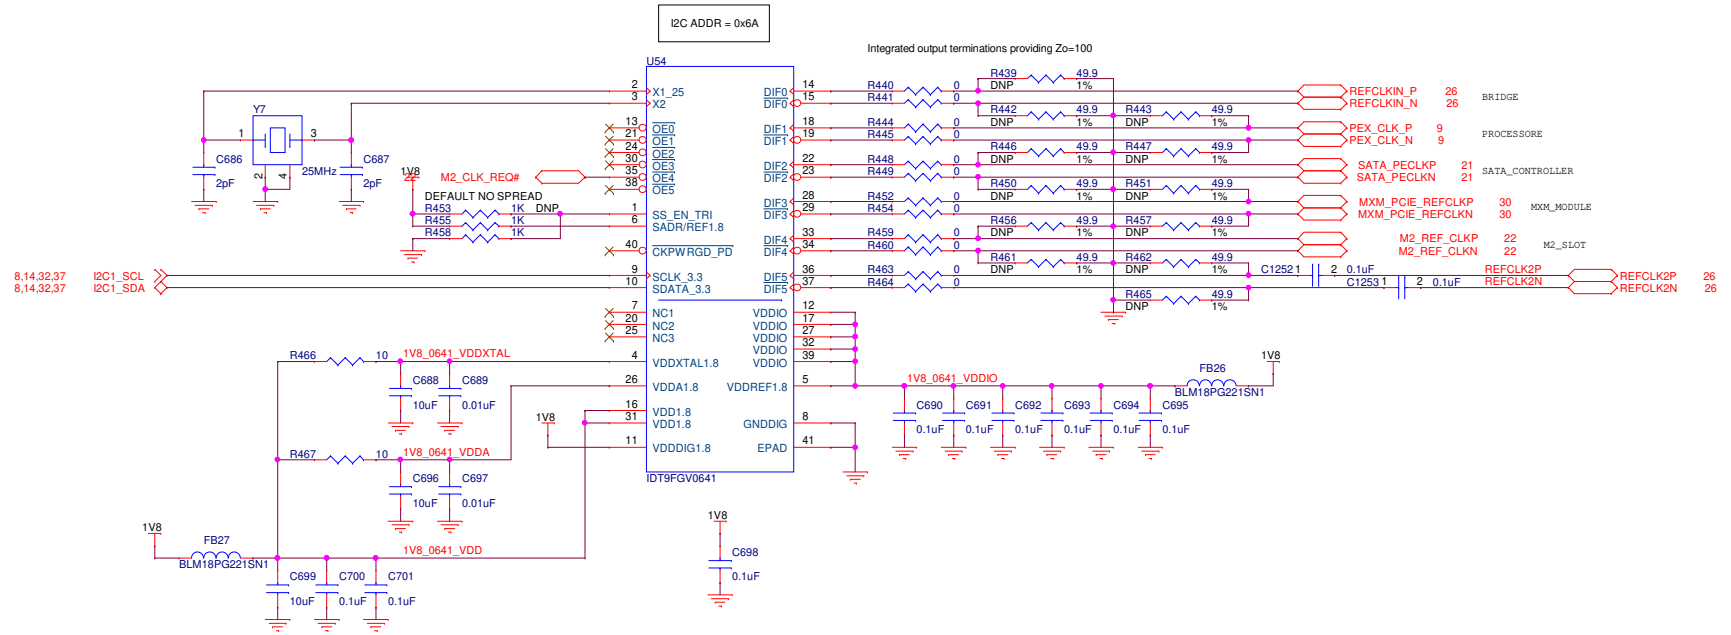 I2C ADDR = 0x6A
Integrated output terminations providing Zo=100
U54
X1_25
X2
OE0
OE1
OE2
OE3
OE4
OE5
SS_EN_TRI
SADR/REF1.8
CKPWRGD_PD
SCLK_3.3
SDATA_3.3
NC1
NC2
NC3
VDDXTAL1.8
VDDA1.8
VDD1.8
VDD1.8
VDDDIG1.8
2
3
13
21
24
30
35
38
1
6
40
9
10
7
20
25
4
26
16
31
11
DIF0
DIF0
DIF1
DIF1
DIF2
DIF2
DIF3
DIF3
DIF4
DIF4
DIF5
DIF5
VDDIO
VDDIO
VDDIO
VDDIO
VDDIO
VDDREF1.8
GNDDIG
EPAD
14
15
18
19
22
23
28
29
33
34
36
37
12
17
27
32
39
5
8
41
IDT9FGV0641
Y7
1
3
2
4
25MHz
C686
2pF
C687
2pF
1V8
22
M2_CLK_REQ#
DEFAULT NO SPREAD
R453 1K DNP
R455 1K
R458 1K
8,14,32,37 I2C1_SCL
8,14,32,37 I2C1_SDA
R440 0
R441 0
R444 0
R445 0
R448 0
R449 0
R452 0
R454 0
R459 0
R460 0
R463 0
R464 0
R439 49.9
DNP 1%
R442 49.9 R443 49.9
DNP 1% DNP 1%
R446 49.9 R447 49.9
DNP 1% DNP 1%
R450 49.9 R451 49.9
DNP 1% DNP 1%
R456 49.9 R457 49.9
DNP 1% DNP 1%
R461 49.9 R462 49.9
DNP 1% DNP 1%
R465 49.9
DNP 1%
REFCLKIN_P 26
REFCLKIN_N 26
BRIDGE
PEX_CLK_P 9
PEX_CLK_N 9
PROCESSORE
SATA_PECLKP 21
SATA_PECLKN 21
SATA_CONTROLLER
MXM_PCIE_REFCLKP 30
MXM_PCIE_REFCLKN 30
MXM_MODULE
M2_REF_CLKP 22
M2_REF_CLKN 22
M2_SLOT
C1252 1 2 0.1uF REFCLK2P REFCLK2P 26
C1253 1 2 0.1uF REFCLK2N REFCLK2N 26
R466 10 1V8_0641_VDDXTAL
C688
10uF
C689
0.01uF
R467 10 1V8_0641_VDDA
C696
10uF
C697
0.01uF
1V8
1V8
FB27
BLM18PG221SN1
1V8_0641_VDD
C699
10uF
C700
0.1uF
C701
0.1uF
1V8
C698
0.1uF
1V8_0641_VDDIO
C690
0.1uF
C691
0.1uF
C692
0.1uF
C693
0.1uF
C694
0.1uF
C695
0.1uF
FB26
BLM18PG221SN1
1V8